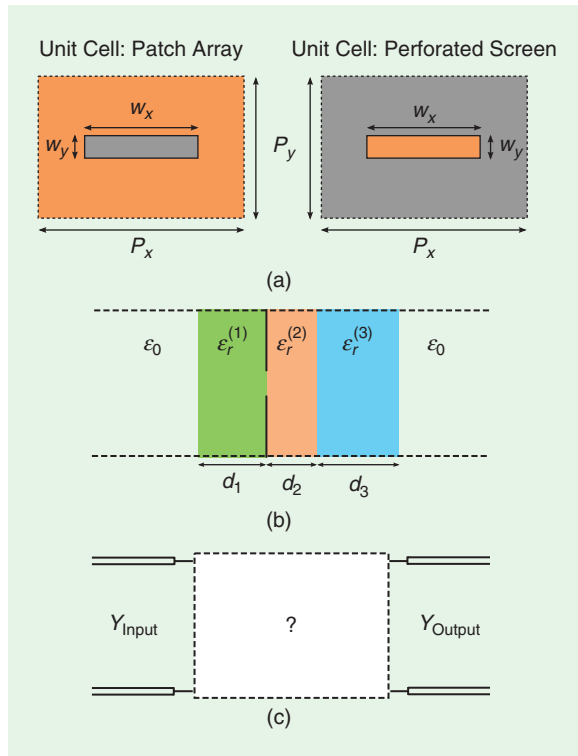 Unit Cell: Patch Array Unit Cell: Perforated Screen
w_x w_x
w_y P_y w_y
P_x P_x
(a)
ε_0 ε_r^(1) ε_r^(2) ε_r^(3) ε_0
d_1 d_2 d_3
(b)
Y_Input ? Y_Output
(c)